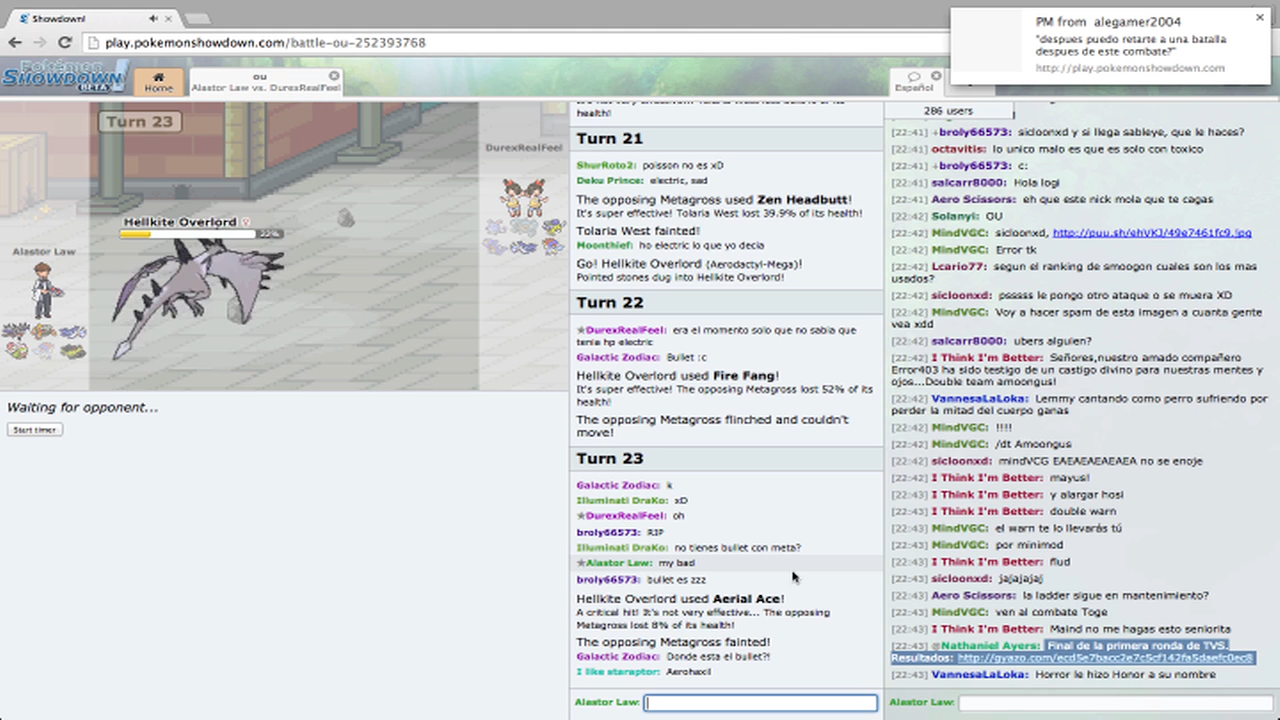 Showdown!
play.pokemonshowdown.com/battle-ou-252393768
PM from alegamer2004
"despues puedo retarte a una batalla
despues de este combate?"
http://play.pokemonshowdown.com
Pokémon
SHOWDOWN!
BETA
Home
ou
Alastor Law vs. DurexRealFeel
Español
Turn 23
Hellkite Overlord ♀
22%
Alastor Law
DurexRealFeel
Waiting for opponent...
Start timer
health!
Turn 21
ShurRoto2: poisson no es xD
Deku Prince: electric, sad
The opposing Metagross used Zen Headbutt!
It's super effective! Tolaria West lost 39.9% of its health!
Tolaria West fainted!
Moonthief: ho electric lo que yo decia
Go! Hellkite Overlord (Aerodactyl-Mega)!
Pointed stones dug into Hellkite Overlord!
Turn 22
★DurexRealFeel: era el momento solo que no sabia que
tenia hp electric
Galactic Zodiac: Bullet :c
Hellkite Overlord used Fire Fang!
It's super effective! The opposing Metagross lost 52% of its
health!
The opposing Metagross flinched and couldn't
move!
Turn 23
Galactic Zodiac: k
Illuminati DraKo: xD
★DurexRealFeel: oh
broly66573: RIP
Illuminati DraKo: no tienes bullet con meta?
★Alastor Law: my bad
broly66573: bullet es zzz
Hellkite Overlord used Aerial Ace!
A critical hit! It's not very effective... The opposing
Metagross lost 8% of its health!
The opposing Metagross fainted!
Galactic Zodiac: Donde esta el bullet?!
I like staraptor: Aerohaxil
Alastor Law:
286 users
[22:41] +broly66573: sicloonxd y si llega sableye, que le haces?
[22:41] octavitis: lo unico malo es que es solo con toxico
[22:41] +broly66573: c:
[22:41] salcarr8000: Hola logi
[22:41] Aero Scissors: eh que este nick mola que te cagas
[22:42] Solanyi: OU
[22:42] MindVGC: sicloonxd, http://puu.sh/ehVKJ/49e7461fc9.jpg
[22:42] MindVGC: Error tk
[22:42] Lcario77: segun el ranking de smoogon cuales son los mas
usados?
[22:42] sicloonxd: psssss le pongo otro ataque o se muera XD
[22:42] MindVGC: Voy a hacer spam de esta imagen a cuanta gente
vea xdd
[22:42] salcarr8000: ubers alguien?
[22:42] I Think I'm Better: Señores,nuestro amado compañero
Error403 ha sido testigo de un castigo divino para nuestras mentes y
ojos...Double team amoongus!
[22:42] VannesaLaLoka: Lemmy cantando como perro sufriendo por
perder la mitad del cuerpo ganas
[22:42] MindVGC: !!!!
[22:42] MindVGC: /dt Amoongus
[22:42] sicloonxd: mindVCG EAEAEAEAEAEA no se enoje
[22:42] I Think I'm Better: mayus!
[22:43] I Think I'm Better: y alargar hos!
[22:43] I Think I'm Better: double warn
[22:43] MindVGC: el warn te lo llevarás tú
[22:43] MindVGC: por minimod
[22:43] I Think I'm Better: flud
[22:43] sicloonxd: jajajajaj
[22:43] Aero Scissors: la ladder sigue en mantenimiento?
[22:43] MindVGC: ven al combate Toge
[22:43] I Think I'm Better: Maind no me hagas esto seniorita
[22:43] @Nathaniel Ayers: Final de la primera ronda de TVS.
Resultados: http://gyazo.com/ecd5e7bacc2e7c5cf142fa5daefc0ec8
[22:43] VannesaLaLoka: Horror le hizo Honor a su nombre
Alastor Law: